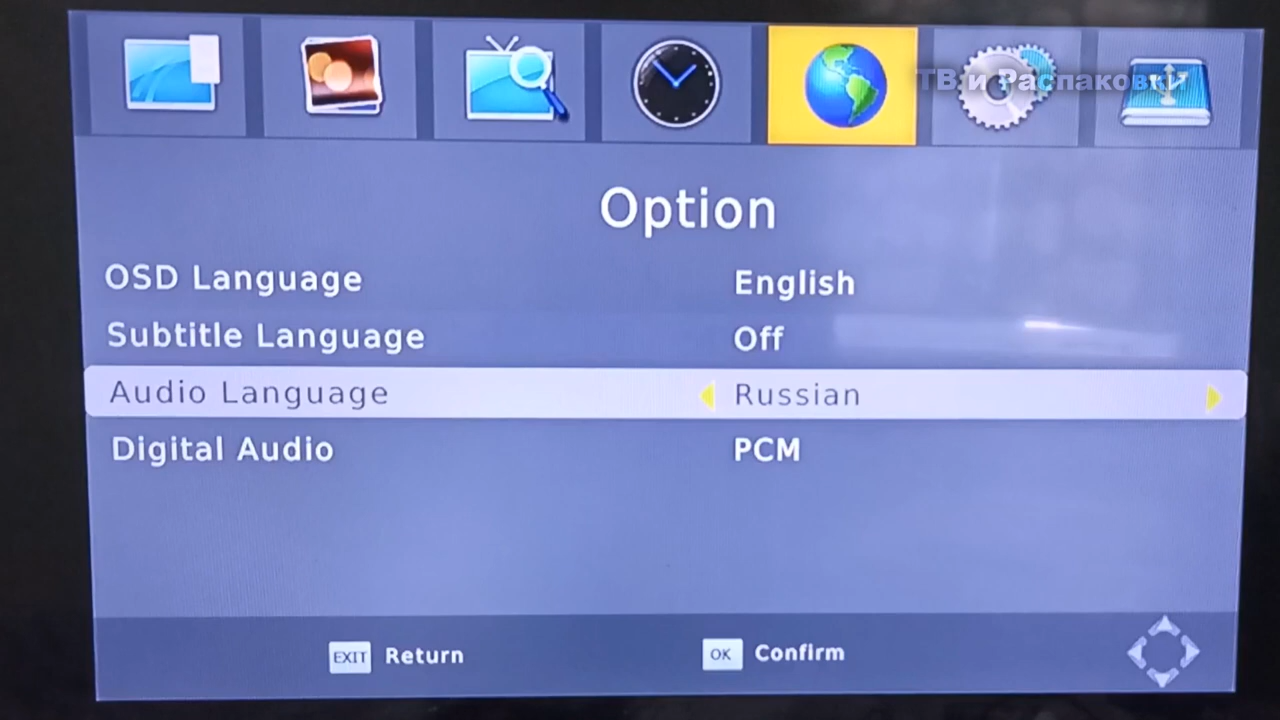 ТВ и Распаковки
Option
OSD Language English
Subtitle Language Off
Audio Language Russian
Digital Audio PCM
EXIT Return OK Confirm